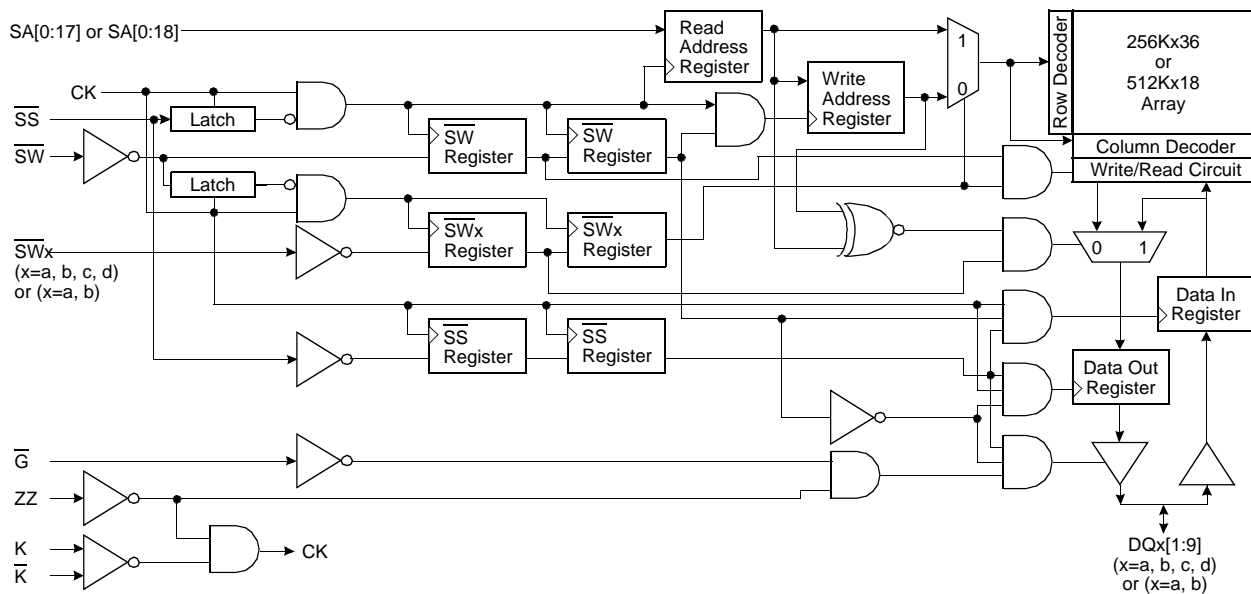 SA[0:17] or SA[0:18]
Read
Address
Register
1
0
Row Decoder
256Kx36
or
512Kx18
Array
Write
Address
Register
CK
SS
Latch
SW
SW
Register
SW
Register
Column Decoder
Write/Read Circuit
Latch
SWx
(x=a, b, c, d)
or (x=a, b)
SWx
Register
SWx
Register
0
1
Data In
Register
SS
Register
SS
Register
Data Out
Register
G
ZZ
K
K
CK
DQx[1:9]
(x=a, b, c, d)
or (x=a, b)